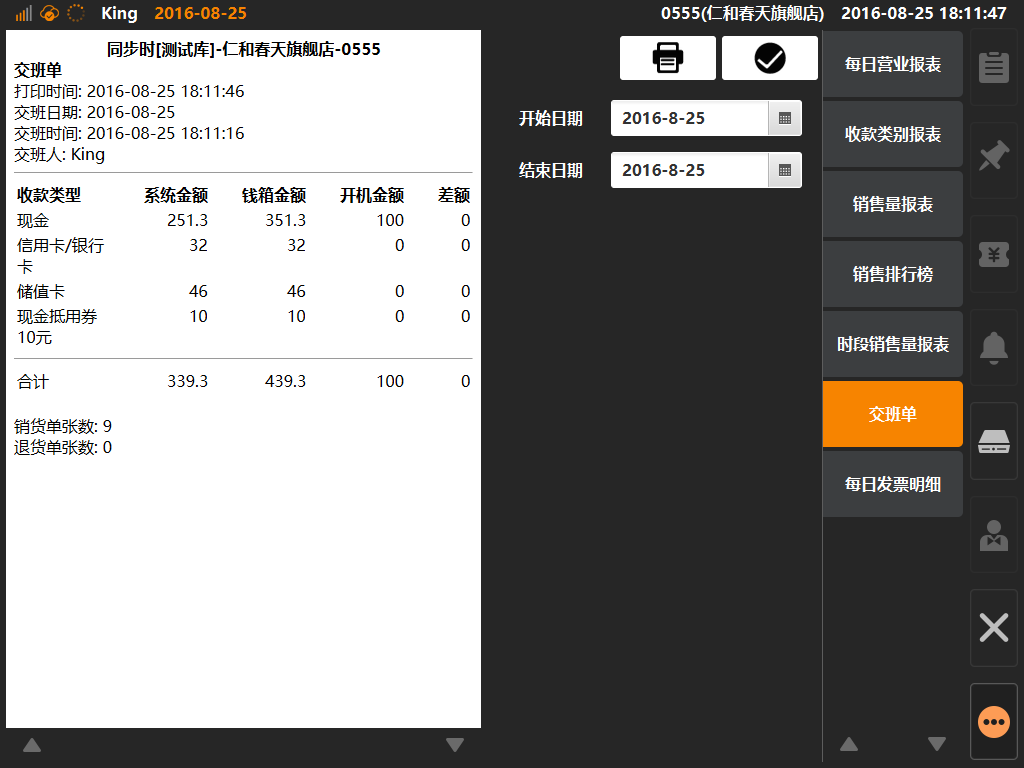 King 2016-08-25
0555(仁和春天旗舰店) 2016-08-25 18:11:47
同步时[测试库]-仁和春天旗舰店-0555
交班单
打印时间: 2016-08-25 18:11:46
交班日期: 2016-08-25
交班时间: 2016-08-25 18:11:16
交班人: King
收款类型 系统金额 钱箱金额 开机金额 差额
现金 251.3 351.3 100 0
信用卡/银行 32 32 0 0
卡
储值卡 46 46 0 0
现金抵用券 10 10 0 0
10元
合计 339.3 439.3 100 0
销货单张数: 9
退货单张数: 0
开始日期 2016-8-25
结束日期 2016-8-25
每日营业报表
收款类别报表
销售量报表
销售排行榜
时段销售量报表
交班单
每日发票明细
¥